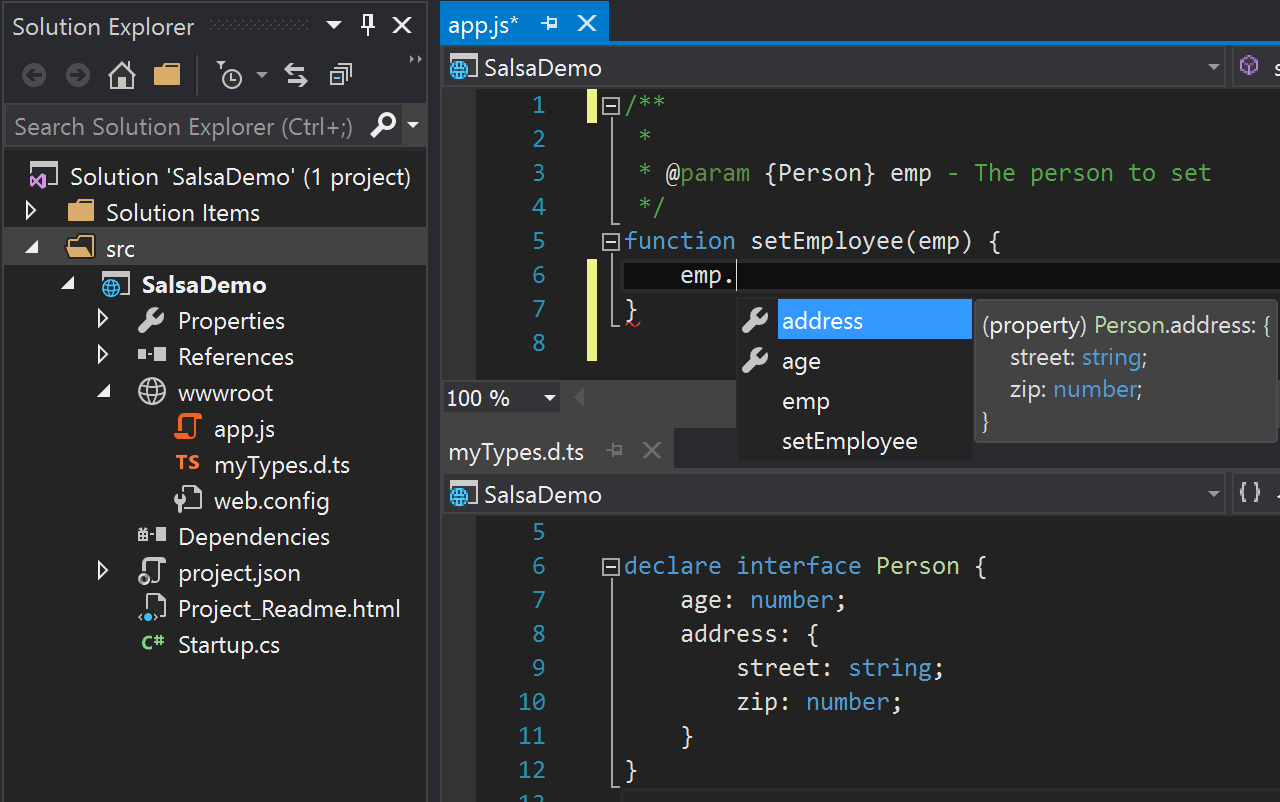 Solution Explorer
Search Solution Explorer (Ctrl+;)
Solution 'SalsaDemo' (1 project)
Solution Items
src
SalsaDemo
Properties
References
wwwroot
app.js
TS myTypes.d.ts
web.config
Dependencies
project.json
Project_Readme.html
C# Startup.cs
app.js*
SalsaDemo
s
1 /**
2 *
3 * @param {Person} emp - The person to set
4 */
5 function setEmployee(emp) {
6 emp.
7 }
8
address
age
emp
setEmployee
(property) Person.address: {
street: string;
zip: number;
}
100 %
myTypes.d.ts
SalsaDemo
{ }
5
6 declare interface Person {
7 age: number;
8 address: {
9 street: string;
10 zip: number;
11 }
12 }
13